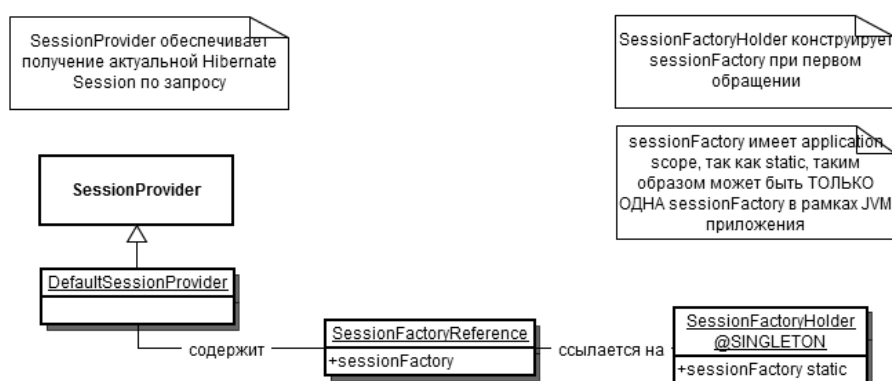 SessionProvider обеспечивает
получение актуальной Hibernate
Session по запросу
SessionFactoryHolder конструирует
sessionFactory при первом
обращении
sessionFactory имеет application
scope, так как static, таким
образом может быть ТОЛЬКО
ОДНА sessionFactory в рамках JVM
приложения
SessionProvider
DefaultSessionProvider
содержит
SessionFactoryReference
+sessionFactory
ссылается на
SessionFactoryHolder
@SINGLETON
+sessionFactory static